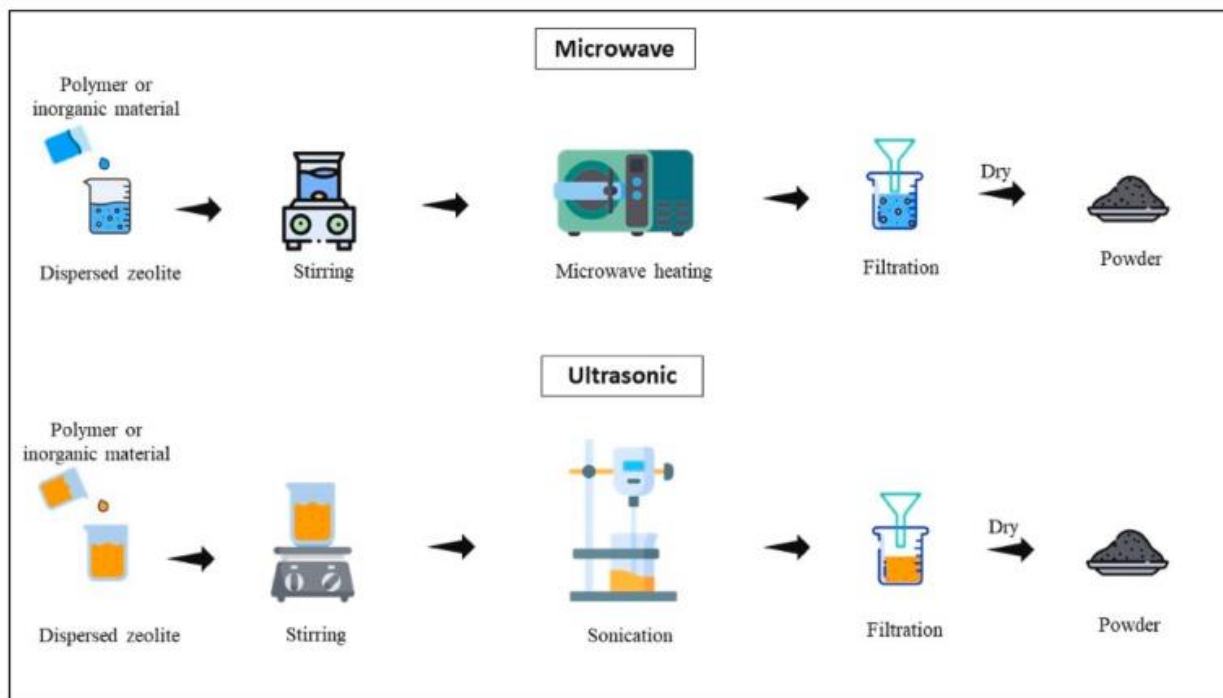 Microwave
Polymer or
inorganic material
Dry
Dispersed zeolite
Stirring
Microwave heating
Filtration
Powder
Ultrasonic
Polymer or
inorganic material
Dry
Dispersed zeolite
Stirring
Sonication
Filtration
Powder